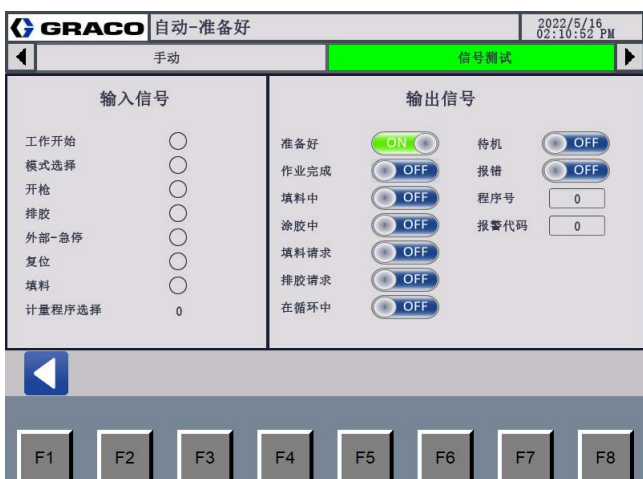 GRACO 自动-准备好 2022/5/16
02:10:52 PM
手动 信号测试
输入信号
工作开始
模式选择
开枪
排胶
外部-急停
复位
填料
计量程序选择 0
输出信号
准备好 ON 待机 OFF
作业完成 OFF 报错 OFF
填料中 OFF 程序号 0
涂胶中 OFF 报警代码 0
填料请求 OFF
排胶请求 OFF
在循环中 OFF
F1 F2 F3 F4 F5 F6 F7 F8